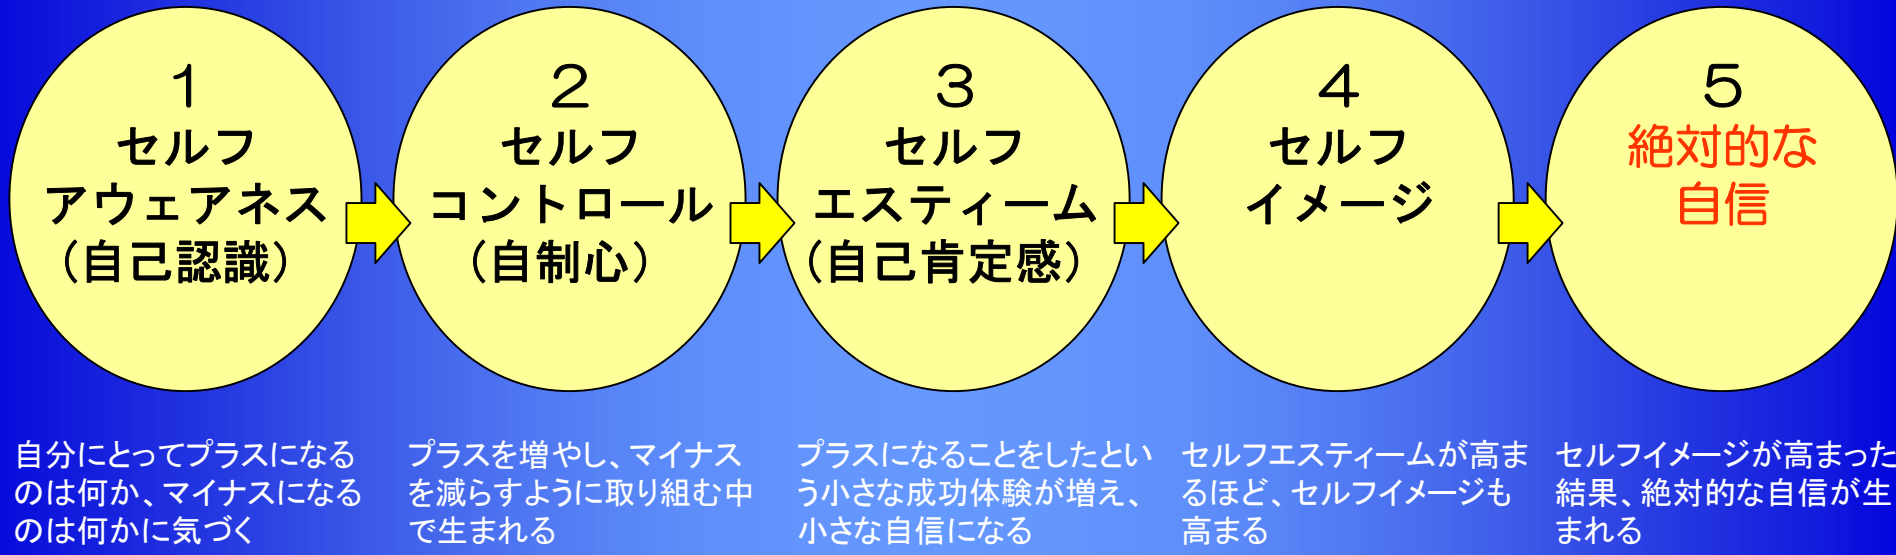 1
セルフ
アウェアネス
（自己認識）
2
セルフ
コントロール
（自制心）
3
セルフ
エスティーム
（自己肯定感）
4
セルフ
イメージ
5
絶対的な
自信
自分にとってプラスになる
のは何か、マイナスになる
のは何かに気づく
プラスを増やし、マイナス
を減らすように取り組む中
で生まれる
プラスになることをしたとい
う小さな成功体験が増え、
小さな自信になる
セルフエスティームが高ま
るほど、セルフイメージも
高まる
セルフイメージが高まった
結果、絶対的な自信が生
まれる